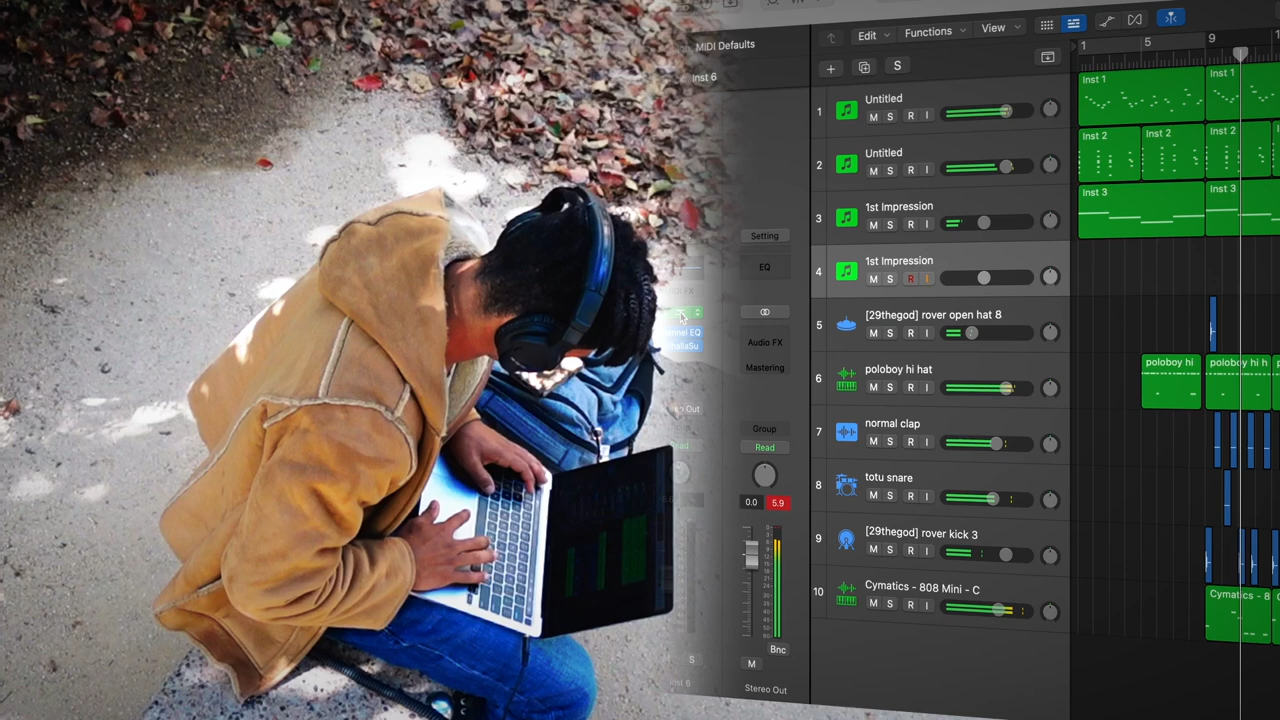 MIDI Defaults
Inst 6
Setting
EQ
Audio FX
Mastering
Group
Read
0.0 5.9
Bnc
M
Stereo Out
Edit Functions View
1 5 9
+ S
1 Untitled
M S R I
2 Untitled
M S R I
3 1st Impression
M S R I
4 1st Impression
M S R I
5 [29thegod] rover open hat 8
M S R I
6 poloboy hi hat
M S R I
7 normal clap
M S R I
8 totu snare
M S R I
9 [29thegod] rover kick 3
M S R I
10 Cymatics - 808 Mini - C
M S R I
Inst 1 Inst 1
Inst 2 Inst 2 Inst 2
Inst 3 Inst 3
poloboy hi poloboy hi h
Cymatics - 8